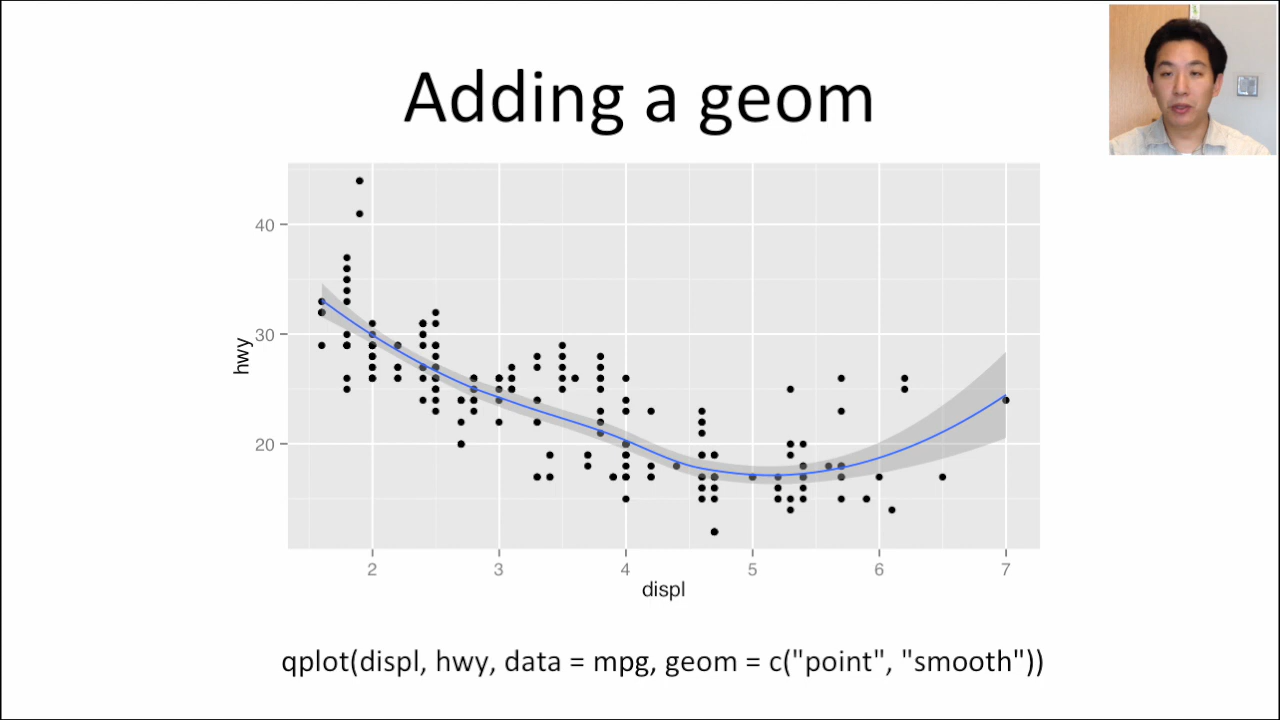 Adding a geom
40
30
20
hwy
2 3 4 5 6 7
displ
qplot(displ, hwy, data = mpg, geom = c("point", "smooth"))